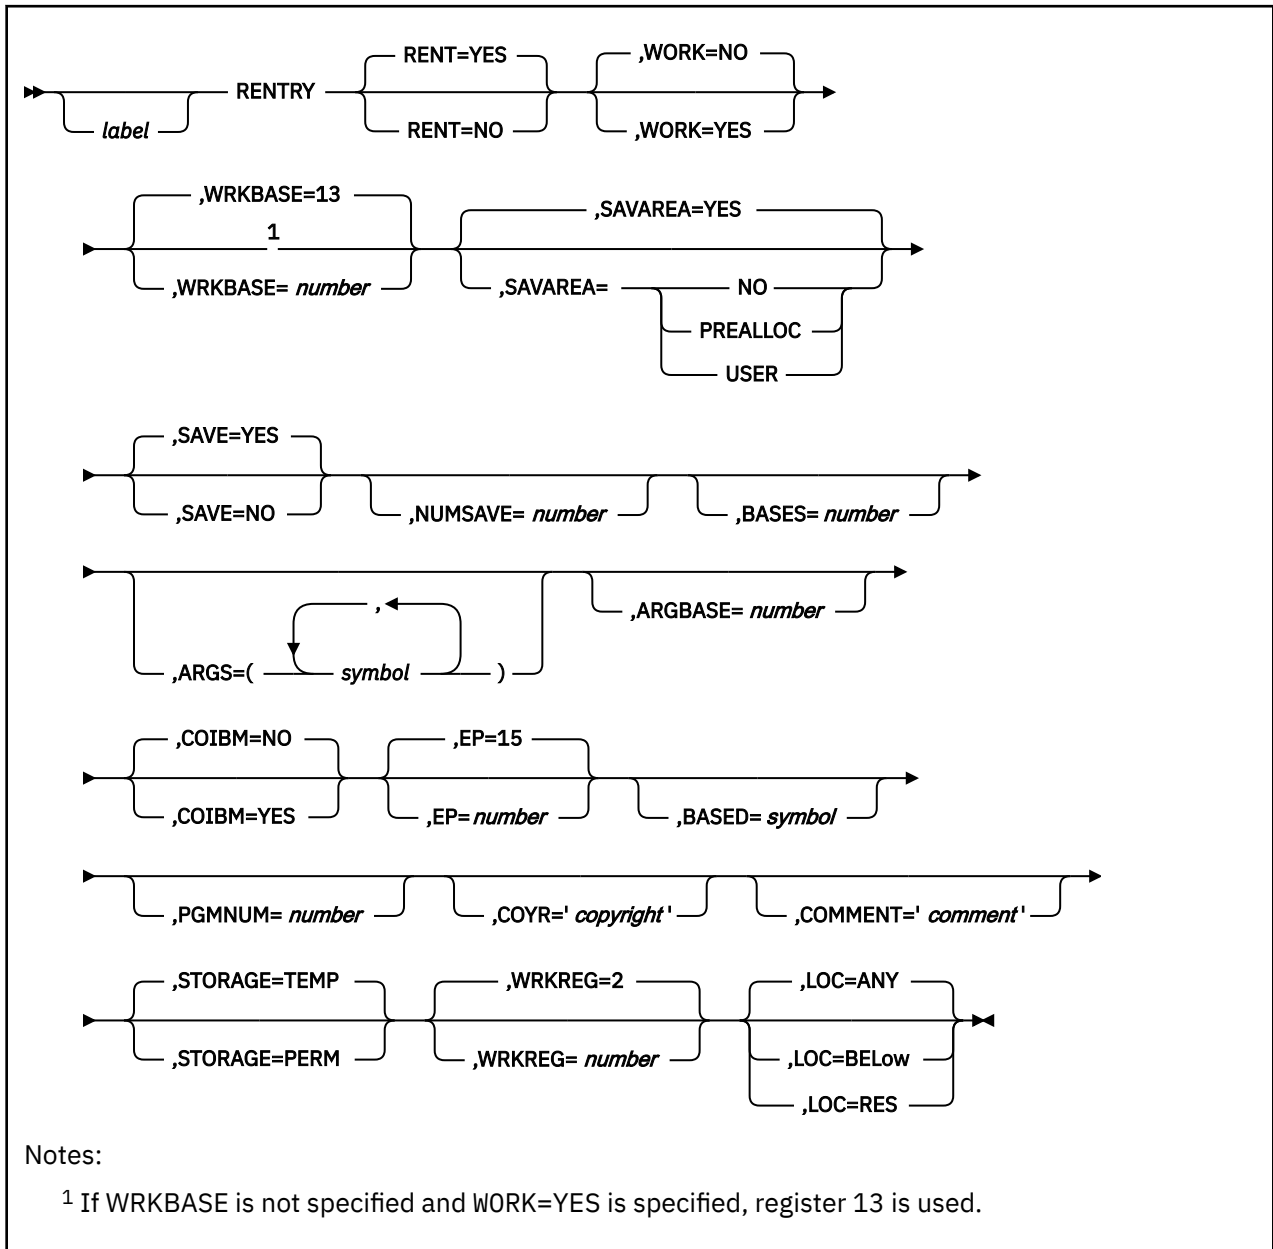 RENT=YES ,WORK=NO
RENTRY
label RENT=NO ,WORK=YES
,WRKBASE=13 ,SAVAREA=YES
1
,WRKBASE= number ,SAVAREA= NO
PREALLOC
USER
,SAVE=YES
,SAVE=NO ,NUMSAVE= number ,BASES= number
,
,ARGBASE= number
,ARGS=( symbol )
,COIBM=NO ,EP=15
,COIBM=YES ,EP= number ,BASED= symbol
,PGMNUM= number ,COYR=' copyright ' ,COMMENT=' comment '
,STORAGE=TEMP ,WRKREG=2 ,LOC=ANY
,STORAGE=PERM ,WRKREG= number ,LOC=BELow
,LOC=RES
Notes:
1 If WRKBASE is not specified and WORK=YES is specified, register 13 is used.